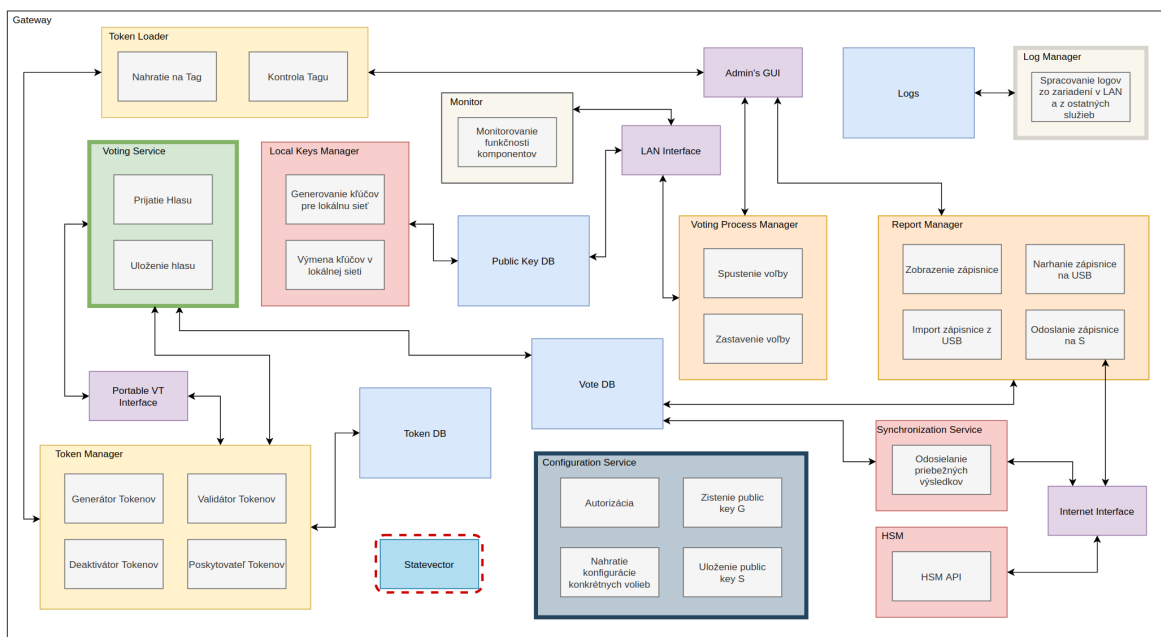 Gateway
Token Loader
Nahratie na Tag
Kontrola Tagu
Admin's GUI
Logs
Log Manager
Spracovanie logov
zo zariadení v LAN
a z ostatných
služieb
Monitor
Monitorovanie
funkčnosti
komponentov
LAN Interface
Voting Service
Prijatie Hlasu
Uloženie hlasu
Local Keys Manager
Generovanie kľúčov
pre lokálnu sieť
Výmena kľúčov v
lokálnej sieti
Public Key DB
Voting Process Manager
Spustenie voľby
Zastavenie voľby
Report Manager
Zobrazenie zápisnice
Narhanie zápisnice
na USB
Import zápisnice z
USB
Odoslanie zápisnice
na S
Portable VT
Interface
Vote DB
Token DB
Token Manager
Generátor Tokenov
Validátor Tokenov
Deaktivátor Tokenov
Poskytovateľ Tokenov
Statevector
Configuration Service
Autorizácia
Zistenie public
key G
Nahratie
konfigurácie
konkrétnych volieb
Uloženie public
key S
Synchronization Service
Odosielanie
priebežných
výsledkov
Internet Interface
HSM
HSM API